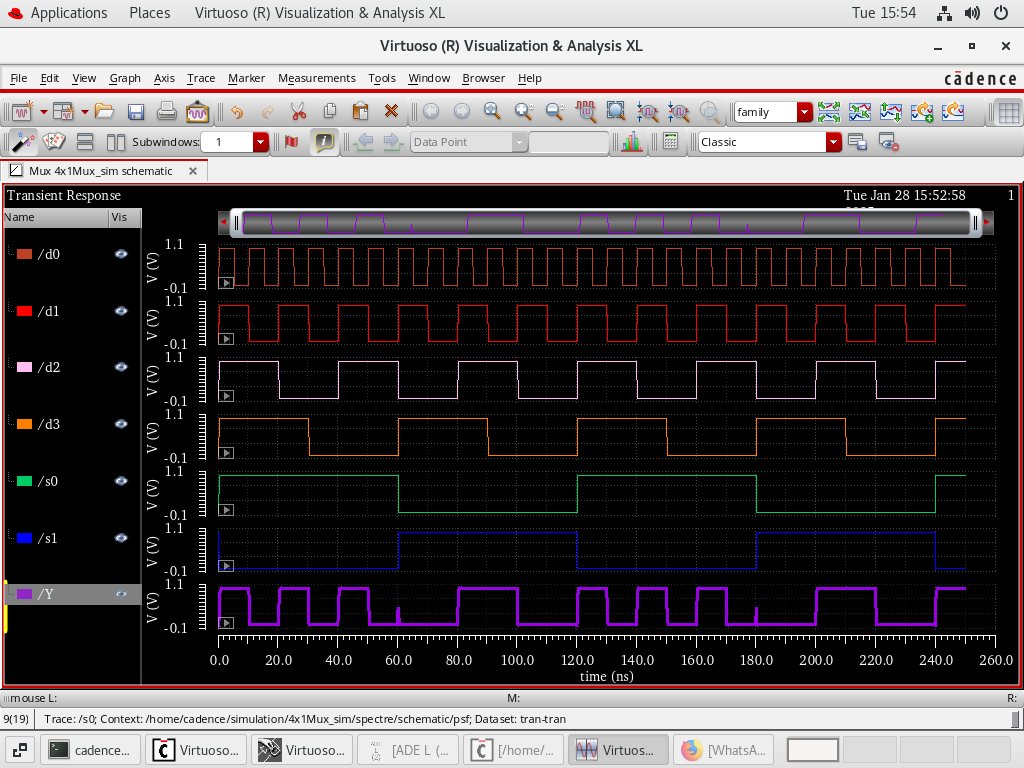 Applications Places Virtuoso (R) Visualization & Analysis XL Tue 15:54
Virtuoso (R) Visualization & Analysis XL
File Edit View Graph Axis Trace Marker Measurements Tools Window Browser Help cādence
family
Subwindows: 1 Data Point Classic
Mux 4x1Mux_sim schematic
Transient Response Tue Jan 28 15:52:58 1
Name Vis
/d0 V (V) 1.1 -0.1
/d1 V (V) 1.1 -0.1
/d2 V (V) 1.1 -0.1
/d3 V (V) 1.1 -0.1
/s0 V (V) 1.1 -0.1
/s1 V (V) 1.1 -0.1
/Y V (V) 1.1 -0.1
0.0 20.0 40.0 60.0 80.0 100.0 120.0 140.0 160.0 180.0 200.0 220.0 240.0 260.0
time (ns)
mouse L: M: R:
9(19) Trace: /s0; Context: /home/cadence/simulation/4x1Mux_sim/spectre/schematic/psf; Dataset: tran-tran
cadence... Virtuoso... Virtuoso... [ADE L (... [/home/... Virtuos... [WhatsA...